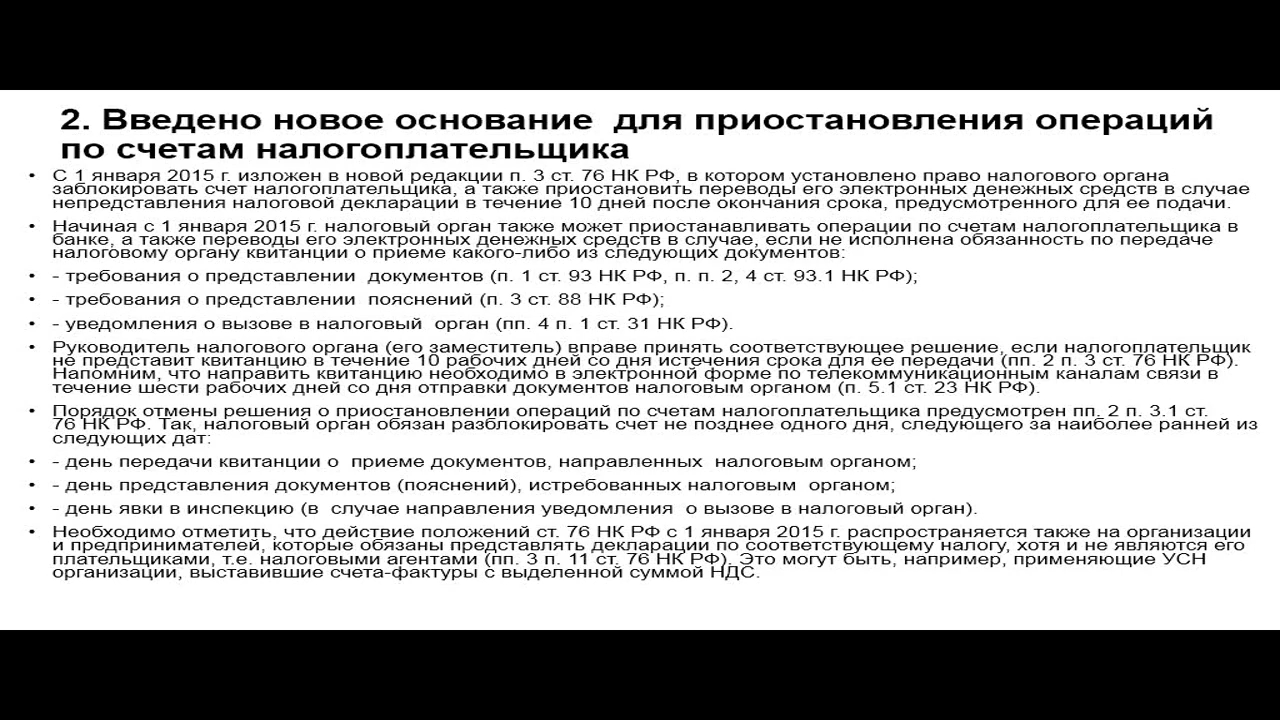 2. Введено новое основание  для приостановления операций
по счетам налогоплательщика
• С 1 января 2015 г. изложен в новой редакции п. 3 ст. 76 НК РФ, в котором установлено право налогового органа
заблокировать счет налогоплательщика, а также приостановить переводы его электронных денежных средств в случае
непредставления налоговой декларации в течение 10 дней после окончания срока, предусмотренного для ее подачи.
• Начиная с 1 января 2015 г. налоговый орган также может приостанавливать операции по счетам налогоплательщика в
банке, а также переводы его электронных денежных средств в случае, если не исполнена обязанность по передаче
налоговому органу квитанции о приеме какого-либо из следующих документов:
• - требования о представлении  документов (п. 1 ст. 93 НК РФ, п. п. 2, 4 ст. 93.1 НК РФ);
• - требования о представлении  пояснений (п. 3 ст. 88 НК РФ);
• - уведомления о вызове в налоговый  орган (пп. 4 п. 1 ст. 31 НК РФ).
• Руководитель налогового органа (его заместитель) вправе принять соответствующее решение, если налогоплательщик
не представит квитанцию в течение 10 рабочих дней со дня истечения срока для ее передачи (пп. 2 п. 3 ст. 76 НК РФ).
Напомним, что направить квитанцию необходимо в электронной форме по телекоммуникационным каналам связи в
течение шести рабочих дней со дня отправки документов налоговым органом (п. 5.1 ст. 23 НК РФ).
• Порядок отмены решения о приостановлении операций по счетам налогоплательщика предусмотрен пп. 2 п. 3.1 ст.
76 НК РФ. Так, налоговый орган обязан разблокировать счет не позднее одного дня, следующего за наиболее ранней из
следующих дат:
• - день передачи квитанции о  приеме документов, направленных  налоговым органом;
• - день представления документов (пояснений), истребованных налоговым  органом;
• - день явки в инспекцию (в  случае направления уведомления  о вызове в налоговый орган).
• Необходимо отметить, что действие положений ст. 76 НК РФ с 1 января 2015 г. распространяется также на организации
и предпринимателей, которые обязаны представлять декларации по соответствующему налогу, хотя и не являются его
плательщиками, т.е. налоговыми агентами (пп. 3 п. 11 ст. 76 НК РФ). Это могут быть, например, применяющие УСН
организации, выставившие счета-фактуры с выделенной суммой НДС.